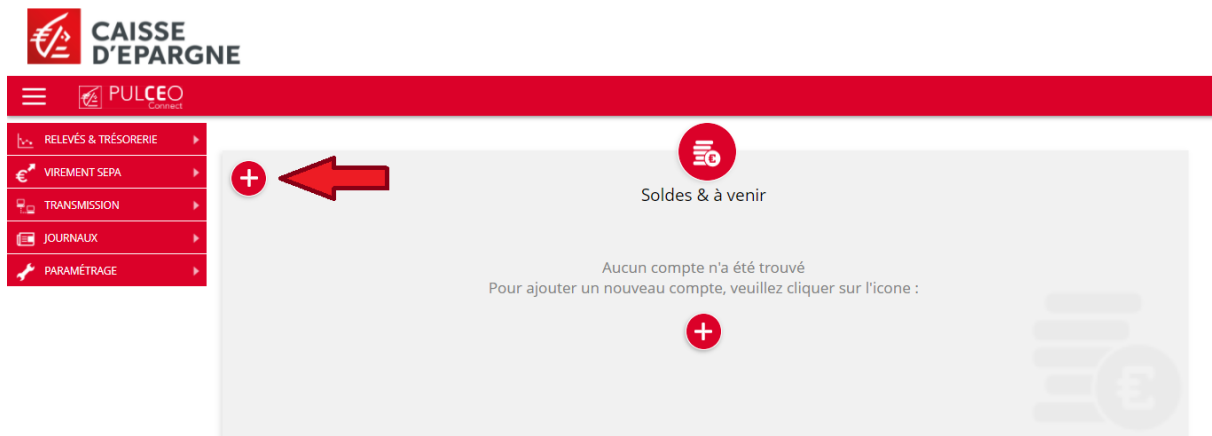 CAISSE
D'EPARGNE
PULCEO
Connect
RELEVÉS & TRÉSORERIE
VIREMENT SEPA
TRANSMISSION
JOURNAUX
PARAMÉTRAGE
Soldes & à venir
Aucun compte n'a été trouvé
Pour ajouter un nouveau compte, veuillez cliquer sur l'icone :